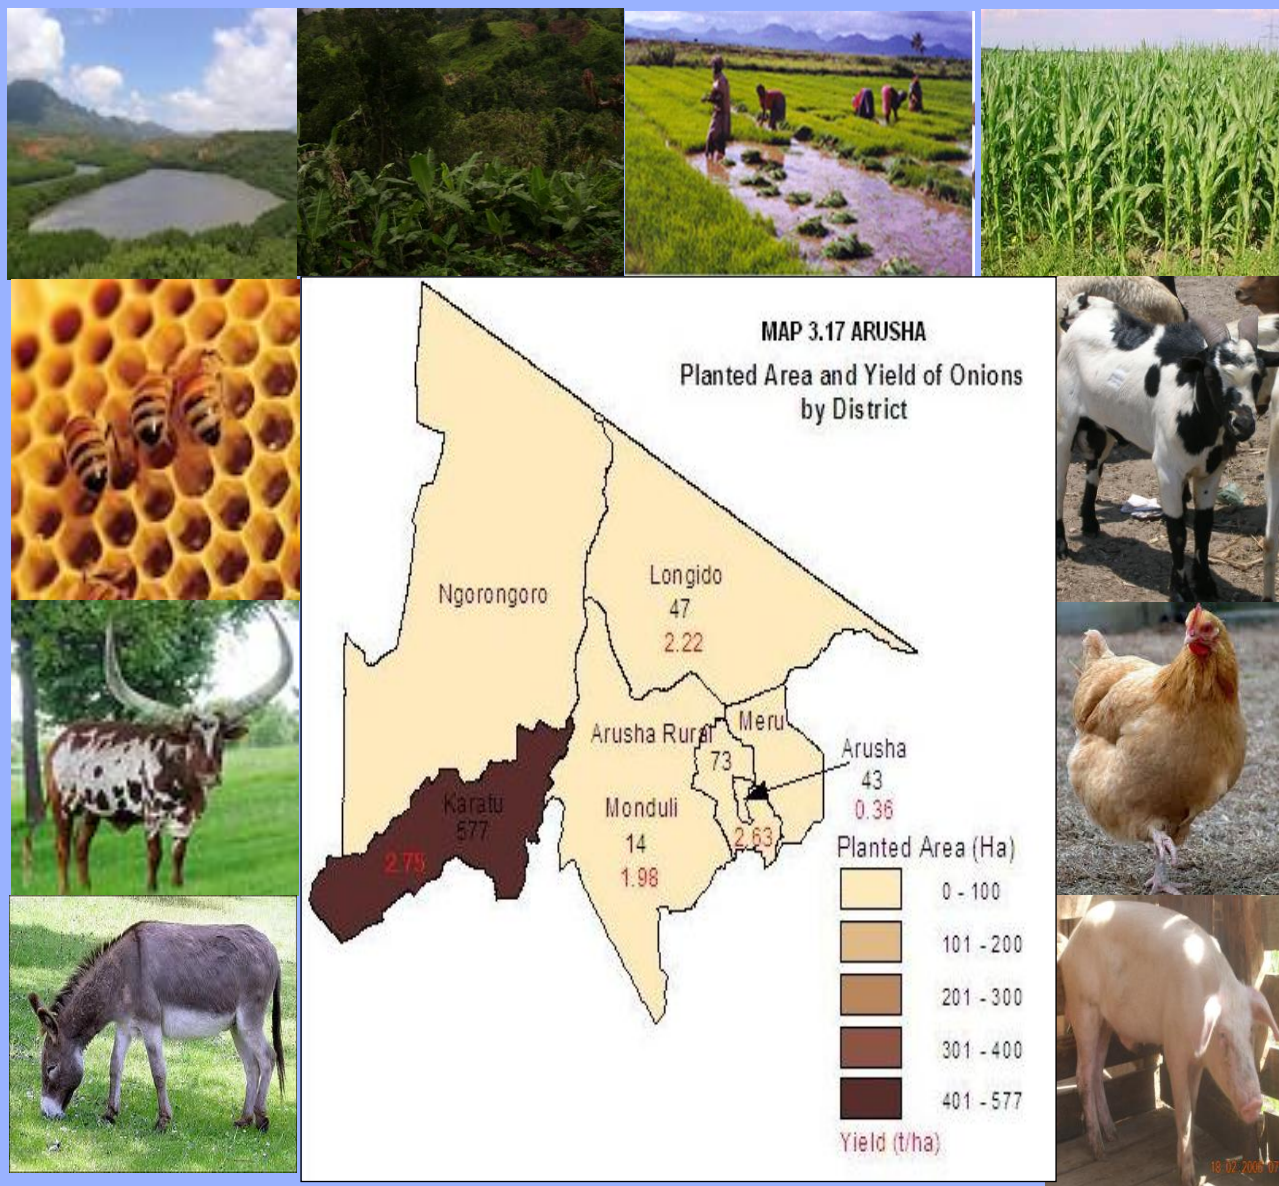 MAP 3.17 ARUSHA
Planted Area and Yield of Onions
by District
Ngorongoro
Longido
47
2.22
Arusha Rural
73
2.63
Meru
Arusha
43
0.36
Karatu
577
2.75
Monduli
14
1.98
Planted Area (Ha)
0 - 100
101 - 200
201 - 300
301 - 400
401 - 577
Yield (t/ha)